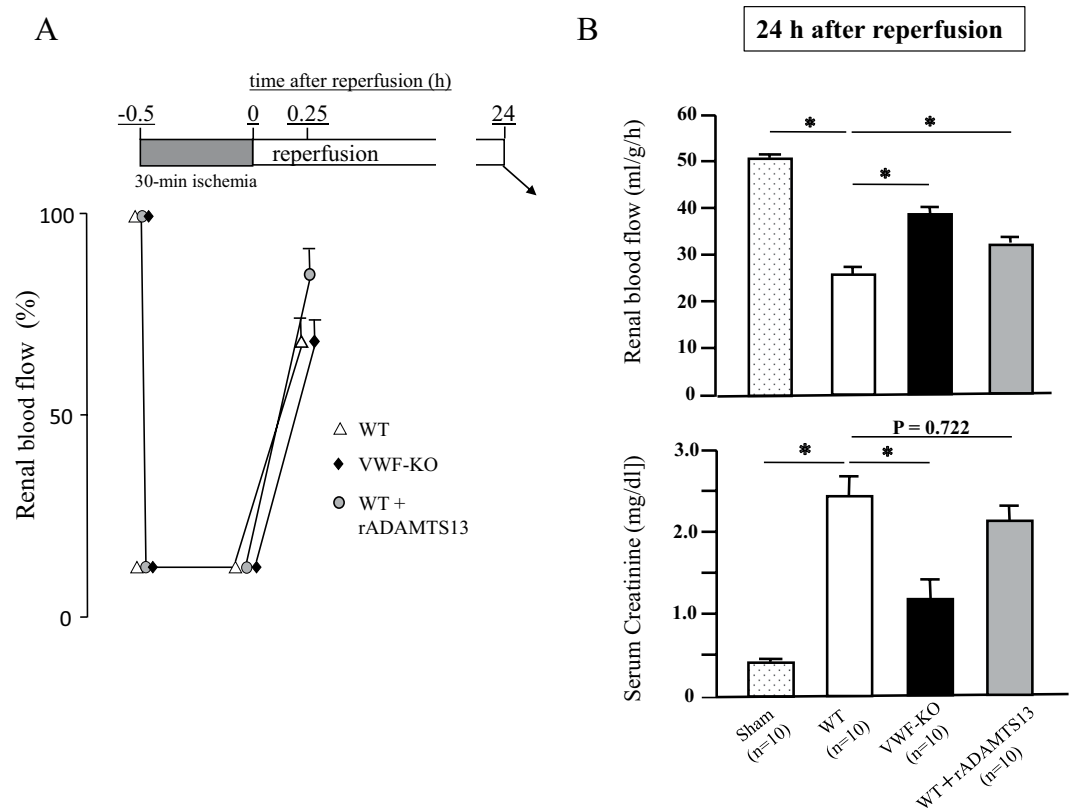 A
time after reperfusion (h)
-0.5 0 0.25 24
reperfusion
30-min ischemia
Renal blood flow (%)
100
50
0
WT
VWF-KO
WT +
rADAMTS13
B
24 h after reperfusion
Renal blood flow (ml/g/h)
60
50
40
30
20
10
0
* *
*
P = 0.722
* *
Serum Creatinine (mg/dl])
3.0
2.0
1.0
0
Sham
(n=10)
WT
(n=10)
VWF-KO
(n=10)
WT+rADAMTS13
(n=10)